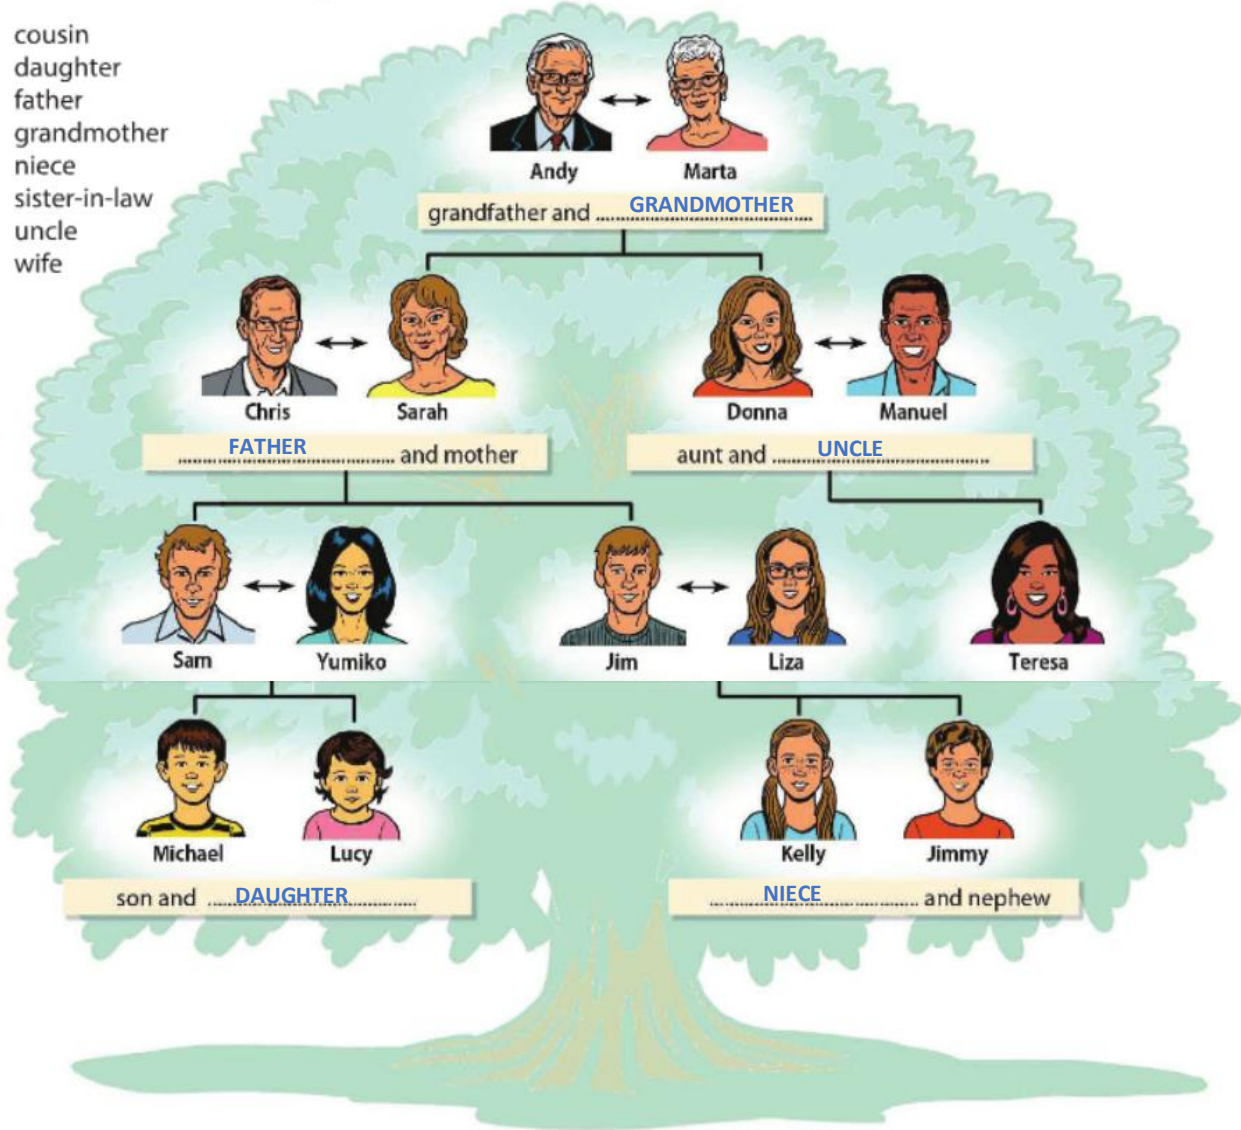 cousin
daughter
father
grandmother
niece
sister-in-law
uncle
wife
Andy Marta
grandfather and GRANDMOTHER
Chris Sarah Donna Manuel
FATHER and mother
aunt and UNCLE
Sam Yumiko Jim Liza Teresa
Michael Lucy Kelly Jimmy
son and DAUGHTER
NIECE and nephew